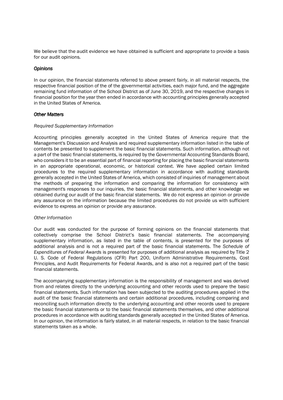 We believe that the audit evidence we have obtained is sufficient and appropriate to provide a basis
for our audit opinions.
Opinions
In our opinion, the financial statements referred to above present fairly, in all material respects, the
respective financial position of the of the governmental activities, each major fund, and the aggregate
remaining fund information of the School District as of June 30, 2019, and the respective changes in
financial position for the year then ended in accordance with accounting principles generally accepted
in the United States of America.
Other Matters
Required Supplementary Information
Accounting principles generally accepted in the United States of America require that the
Management's Discussion and Analysis and required supplementary information listed in the table of
contents be presented to supplement the basic financial statements. Such information, although not
a part of the basic financial statements, is required by the Governmental Accounting Standards Board,
who considers it to be an essential part of financial reporting for placing the basic financial statements
in an appropriate operational, economic, or historical context. We have applied certain limited
procedures to the required supplementary information in accordance with auditing standards
generally accepted in the United States of America, which consisted of inquiries of management about
the methods of preparing the information and comparing the information for consistency with
management's responses to our inquiries, the basic financial statements, and other knowledge we
obtained during our audit of the basic financial statements. We do not express an opinion or provide
any assurance on the information because the limited procedures do not provide us with sufficient
evidence to express an opinion or provide any assurance.
Other Information
Our audit was conducted for the purpose of forming opinions on the financial statements that
collectively comprise the School District's basic financial statements. The accompanying
supplementary information, as listed in the table of contents, is presented for the purposes of
additional analysis and is not a required part of the basic financial statements. The Schedule of
Expenditures of Federal Awards is presented for purposes of additional analysis as required by Title 2
U. S. Code of Federal Regulations (CFR) Part 200, Uniform Administrative Requirements, Cost
Principles, and Audit Requirements for Federal Awards, and is also not a required part of the basic
financial statements.
The accompanying supplementary information is the responsibility of management and was derived
from and relates directly to the underlying accounting and other records used to prepare the basic
financial statements. Such information has been subjected to the auditing procedures applied in the
audit of the basic financial statements and certain additional procedures, including comparing and
reconciling such information directly to the underlying accounting and other records used to prepare
the basic financial statements or to the basic financial statements themselves, and other additional
procedures in accordance with auditing standards generally accepted in the United States of America.
In our opinion, the information is fairly stated, in all material respects, in relation to the basic financial
statements taken as a whole.